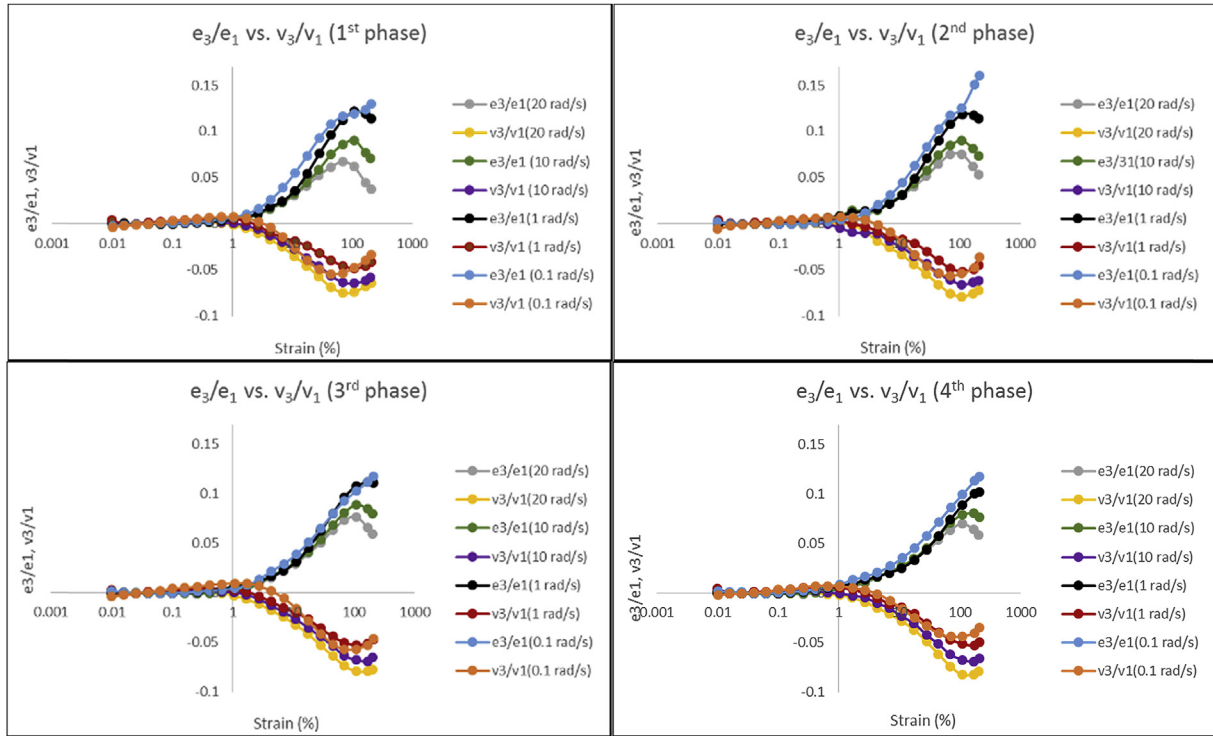 e3/e1 vs. v3/v1 (1st phase)
0.15
0.1
0.05
-0.05
-0.1
0.001
0.01
0.1
1
100
1000
e3/e1, v3/v1
Strain (%)
e3/e1(20 rad/s)
v3/v1(20 rad/s)
e3/e1 (10 rad/s)
v3/v1 (10 rad/s)
e3/e1(1 rad/s)
v3/v1 (1 rad/s)
e3/e1 (0.1 rad/s)
v3/v1 (0.1 rad/s)
e3/e1 vs. v3/v1 (2nd phase)
0.15
0.1
0.05
-0.05
-0.1
0.001
0.01
0.1
1
100
1000
e3/e1, v3/v1
Strain (%)
e3/e1(20 rad/s)
v3/v1(20 rad/s)
e3/31(10 rad/s)
v3/v1(10 rad/s)
e3/e1(1 rad/s)
v3/v1(1 rad/s)
e3/e1(0.1 rad/s)
v3/v1(0.1 rad/s)
e3/e1 vs. v3/v1 (3rd phase)
0.15
0.1
0.05
-0.05
-0.1
0.001
0.01
0.1
1
100
1000
e3/e1, v3/v1
Strain (%)
e3/e1(20 rad/s)
v3/v1(20 rad/s)
e3/e1(10 rad/s)
v3/v1(10 rad/s)
e3/e1(1 rad/s)
v3/v1(1 rad/s)
e3/e1(0.1 rad/s)
v3/v1(0.1 rad/s)
e3/e1 vs. v3/v1 (4th phase)
0.15
0.1
0.05
-0.05
-0.1
0.001
0.01
0.1
1
100
1000
e3/e1, v3/v1
Strain (%)
e3/e1(20 rad/s)
v3/v1(20 rad/s)
e3/e1(10 rad/s)
v3/v1(10 rad/s)
e3/e1(1 rad/s)
v3/v1(1 rad/s)
e3/e1(0.1 rad/s)
v3/v1(0.1 rad/s)